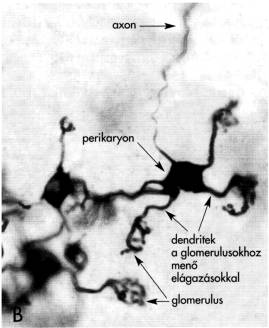 axon
perikaryon
dendritek
a glomerulusokhoz
menő
elágazásokkal
glomerulus
B